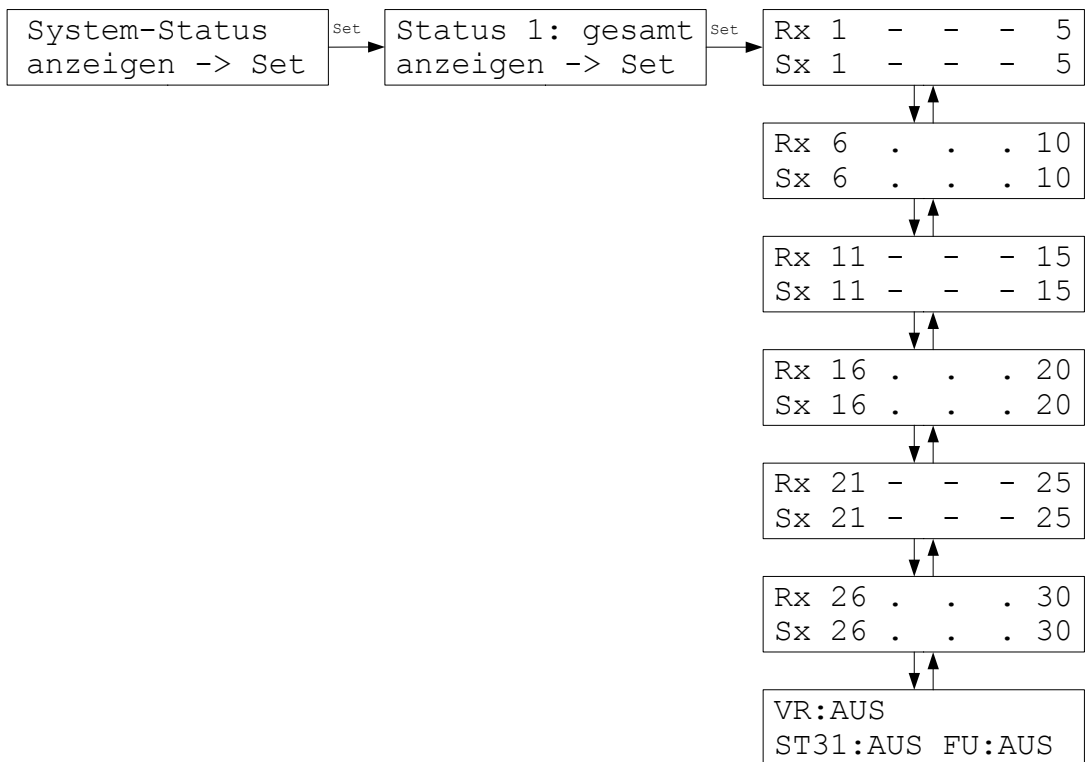 System-Status
anzeigen -> Set
Set
Status 1: gesamt
anzeigen -> Set
Set
Rx 1 - - - 5
Sx 1 - - - 5
Rx 6 . . . 10
Sx 6 . . . 10
Rx 11 - - - 15
Sx 11 - - - 15
Rx 16 . . . 20
Sx 16 . . . 20
Rx 21 - - - 25
Sx 21 - - - 25
Rx 26 . . . 30
Sx 26 . . . 30
VR:AUS
ST31:AUS FU:AUS